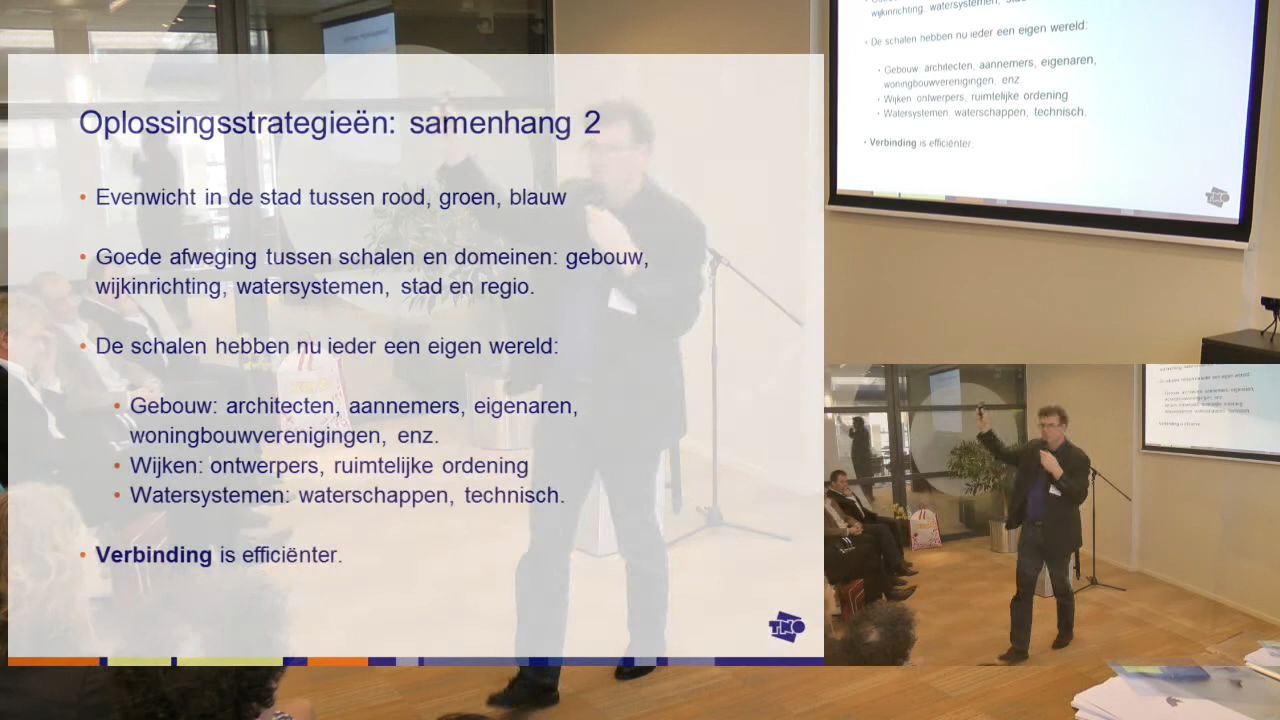 Oplossingsstrategieën: samenhang 2
• Evenwicht in de stad tussen rood, groen, blauw
• Goede afweging tussen schalen en domeinen: gebouw,
wijkinrichting, watersystemen, stad en regio.
• De schalen hebben nu ieder een eigen wereld:
• Gebouw: architecten, aannemers, eigenaren,
woningbouwverenigingen, enz.
• Wijken: ontwerpers, ruimtelijke ordening
• Watersystemen: waterschappen, technisch.
• Verbinding is efficiënter.
TNO
wijkinrichting, watersystemen,
• De schalen hebben nu ieder een eigen wereld:
• Gebouw: architecten, aannemers, eigenaren,
woningbouwverenigingen, enz
• Wijken: ontwerpers, ruimtelijke ordening
• Watersystemen: waterschappen, technisch.
• Verbinding is efficiënter.
TNO